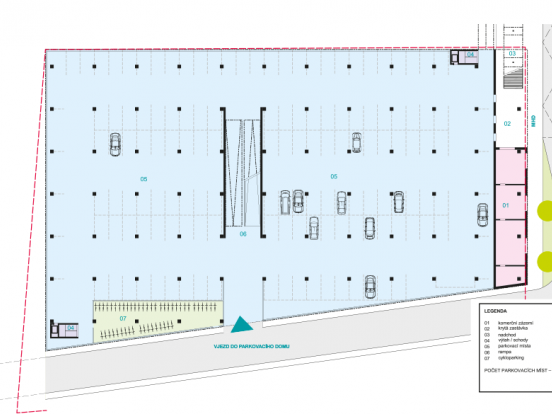 04
03
MHD
02
05
05
01
06
07
04
VJEZD DO PARKOVACÍHO DOMU
LEGENDA
01 komerční zázemí
02 krytá zastávka
03 nadchod
04 výtah / schody
05 parkovací místa
06 rampa
07 cykloparking
POČET PARKOVACÍCH MÍST –